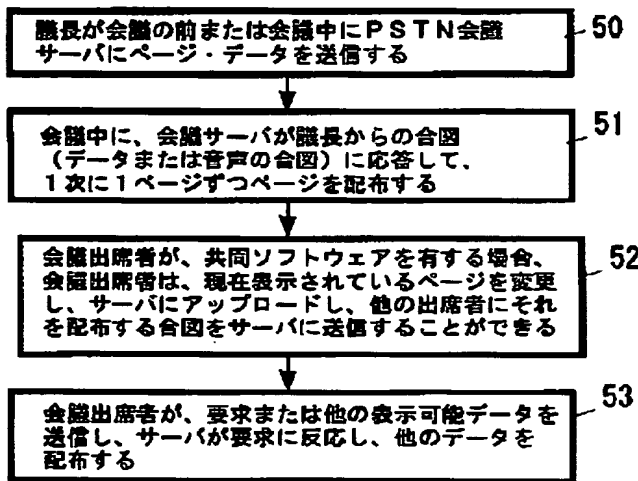 議長が会議の前または会議中にPSTN会議
サーバにページ・データを送信する
50
会議中に、会議サーバが議長からの合図
(データまたは音声の合図)に応答して、
1次に1ページずつページを配布する
51
会議出席者が、共同ソフトウェアを有する場合、
会議出席者は、現在表示されているページを変更
し、サーバにアップロードし、他の出席者にそれ
を配布する合図をサーバに送信することができる
52
会議出席者が、要求または他の表示可能データを
送信し、サーバが要求に反応し、他のデータを
配布する
53